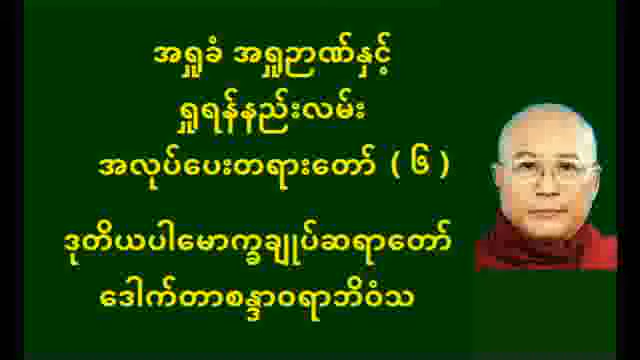 အရှုခံ အရှုဉာဏ်နှင့်
ရှုရန်နည်းလမ်း
အလုပ်ပေးတရားတော် ( ၆ )
ဒုတိယပါမောက္ခချုပ်ဆရာတော်
ဒေါက်တာစန္ဒာဝရာဘိဝံသ